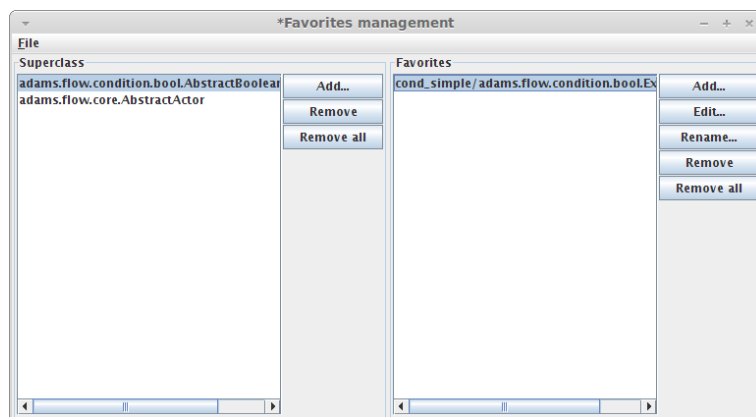 *Favorites management
File
Superclass
adams.flow.condition.bool.AbstractBoolear
adams.flow.core.AbstractActor
Add...
Remove
Remove all
Favorites
cond_simple/adams.flow.condition.bool.Ex
Add...
Edit...
Rename...
Remove
Remove all